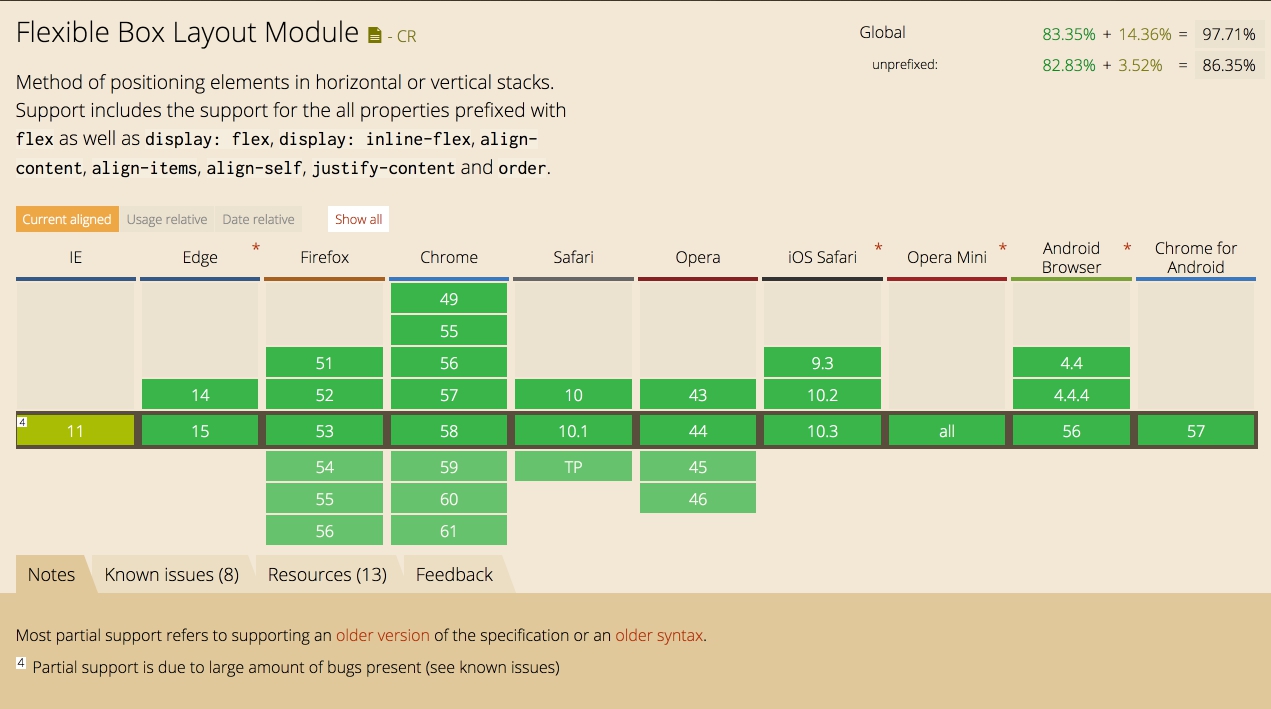 Flexible Box Layout Module - CR
Global 83.35% + 14.36% = 97.71%
unprefixed: 82.83% + 3.52% = 86.35%
Method of positioning elements in horizontal or vertical stacks.
Support includes the support for the all properties prefixed with
flex as well as display: flex, display: inline-flex, align-
content, align-items, align-self, justify-content and order.
Current aligned Usage relative Date relative Show all
IE Edge * Firefox Chrome Safari Opera iOS Safari * Opera Mini * Android Browser * Chrome for Android
49
55
51 56 9.3 4.4
14 52 57 10 43 10.2 4.4.4
4 11 15 53 58 10.1 44 10.3 all 56 57
54 59 TP 45
55 60 46
56 61
Notes Known issues (8) Resources (13) Feedback
Most partial support refers to supporting an older version of the specification or an older syntax.
4 Partial support is due to large amount of bugs present (see known issues)